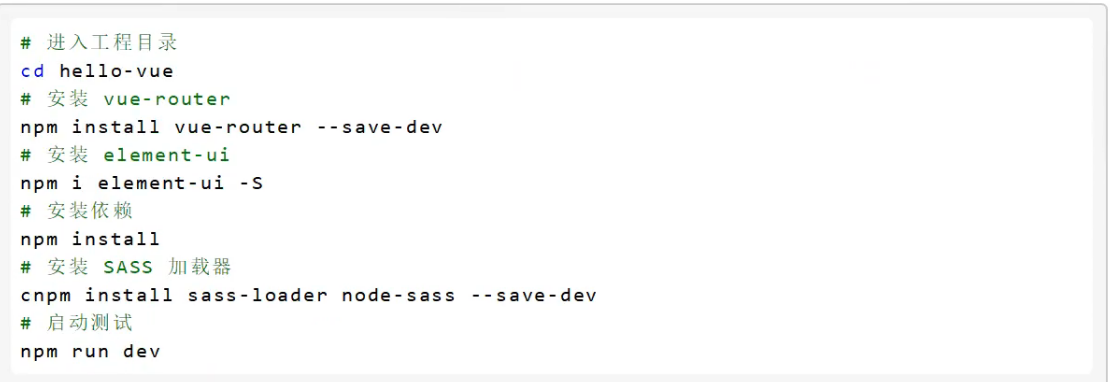 # 进入工程目录
cd hello-vue
# 安装 vue-router
npm install vue-router --save-dev
# 安装 element-ui
npm i element-ui -S
# 安装依赖
npm install
# 安装 SASS 加载器
cnpm install sass-loader node-sass --save-dev
# 启动测试
npm run dev